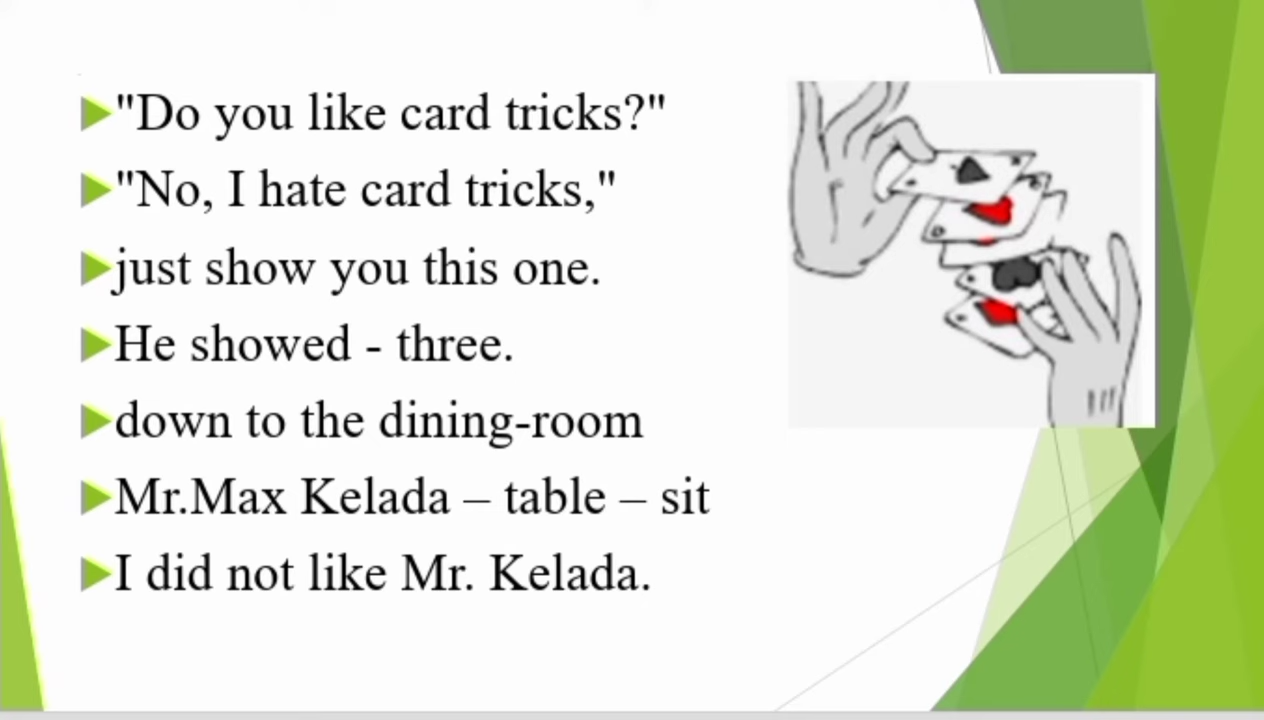 "Do you like card tricks?"
"No, I hate card tricks,"
just show you this one.
He showed - three.
down to the dining-room
Mr.Max Kelada – table – sit
I did not like Mr. Kelada.